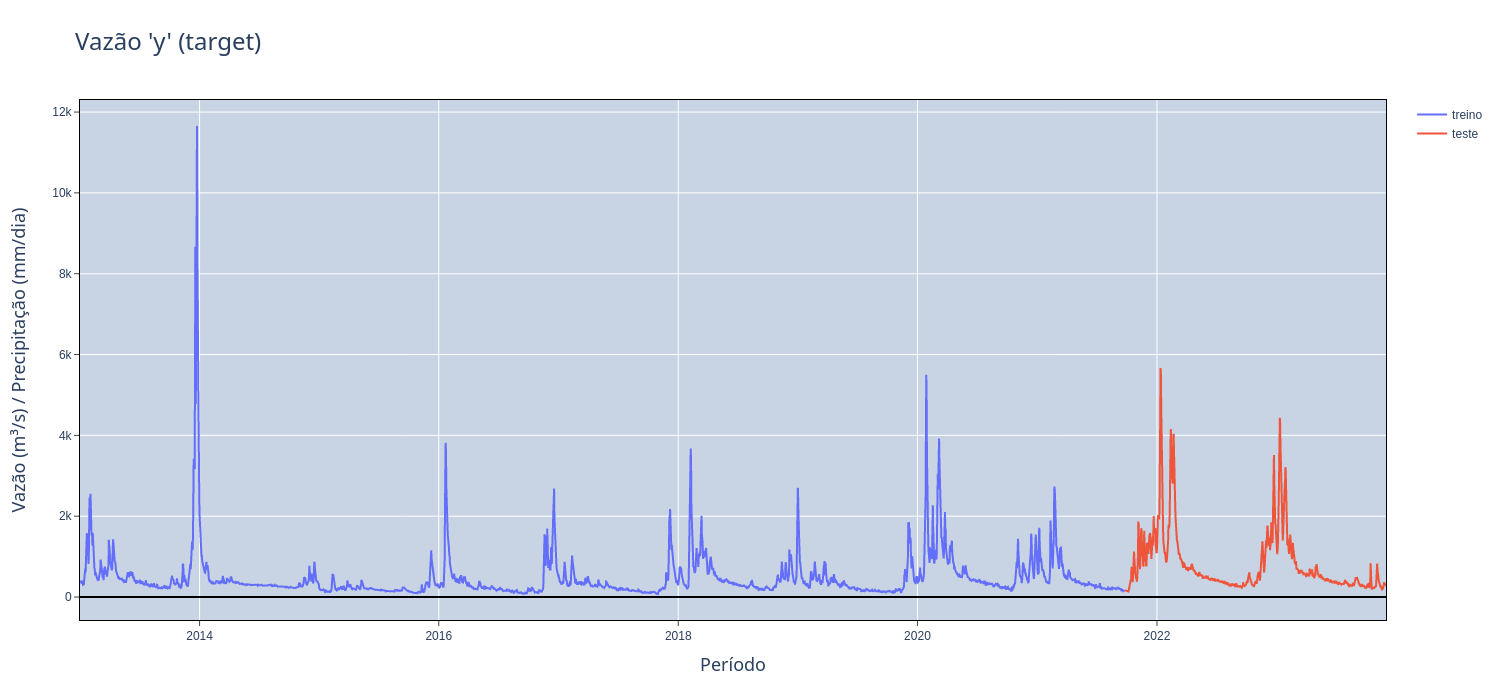 Vazão 'y' (target)
treino
teste
Vazão (m³/s) / Precipitação (mm/dia)
12k
10k
8k
6k
4k
2k
0
2014
2016
2018
2020
2022
Período